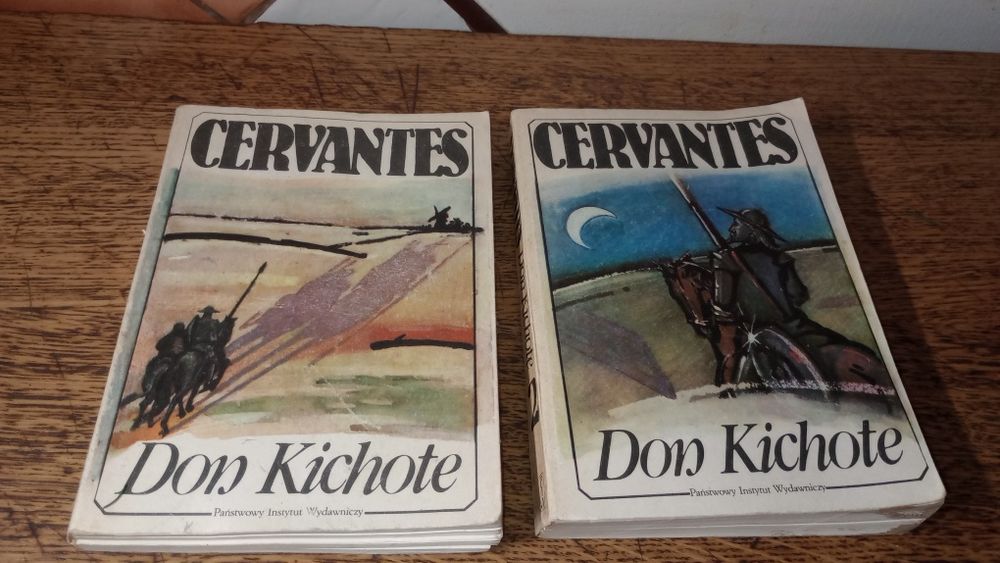 CERVANTES
Don Kichote
Państwowy Instytut Wydawniczy
CERVANTES
Don Kichote
Państwowy Instytut Wydawniczy